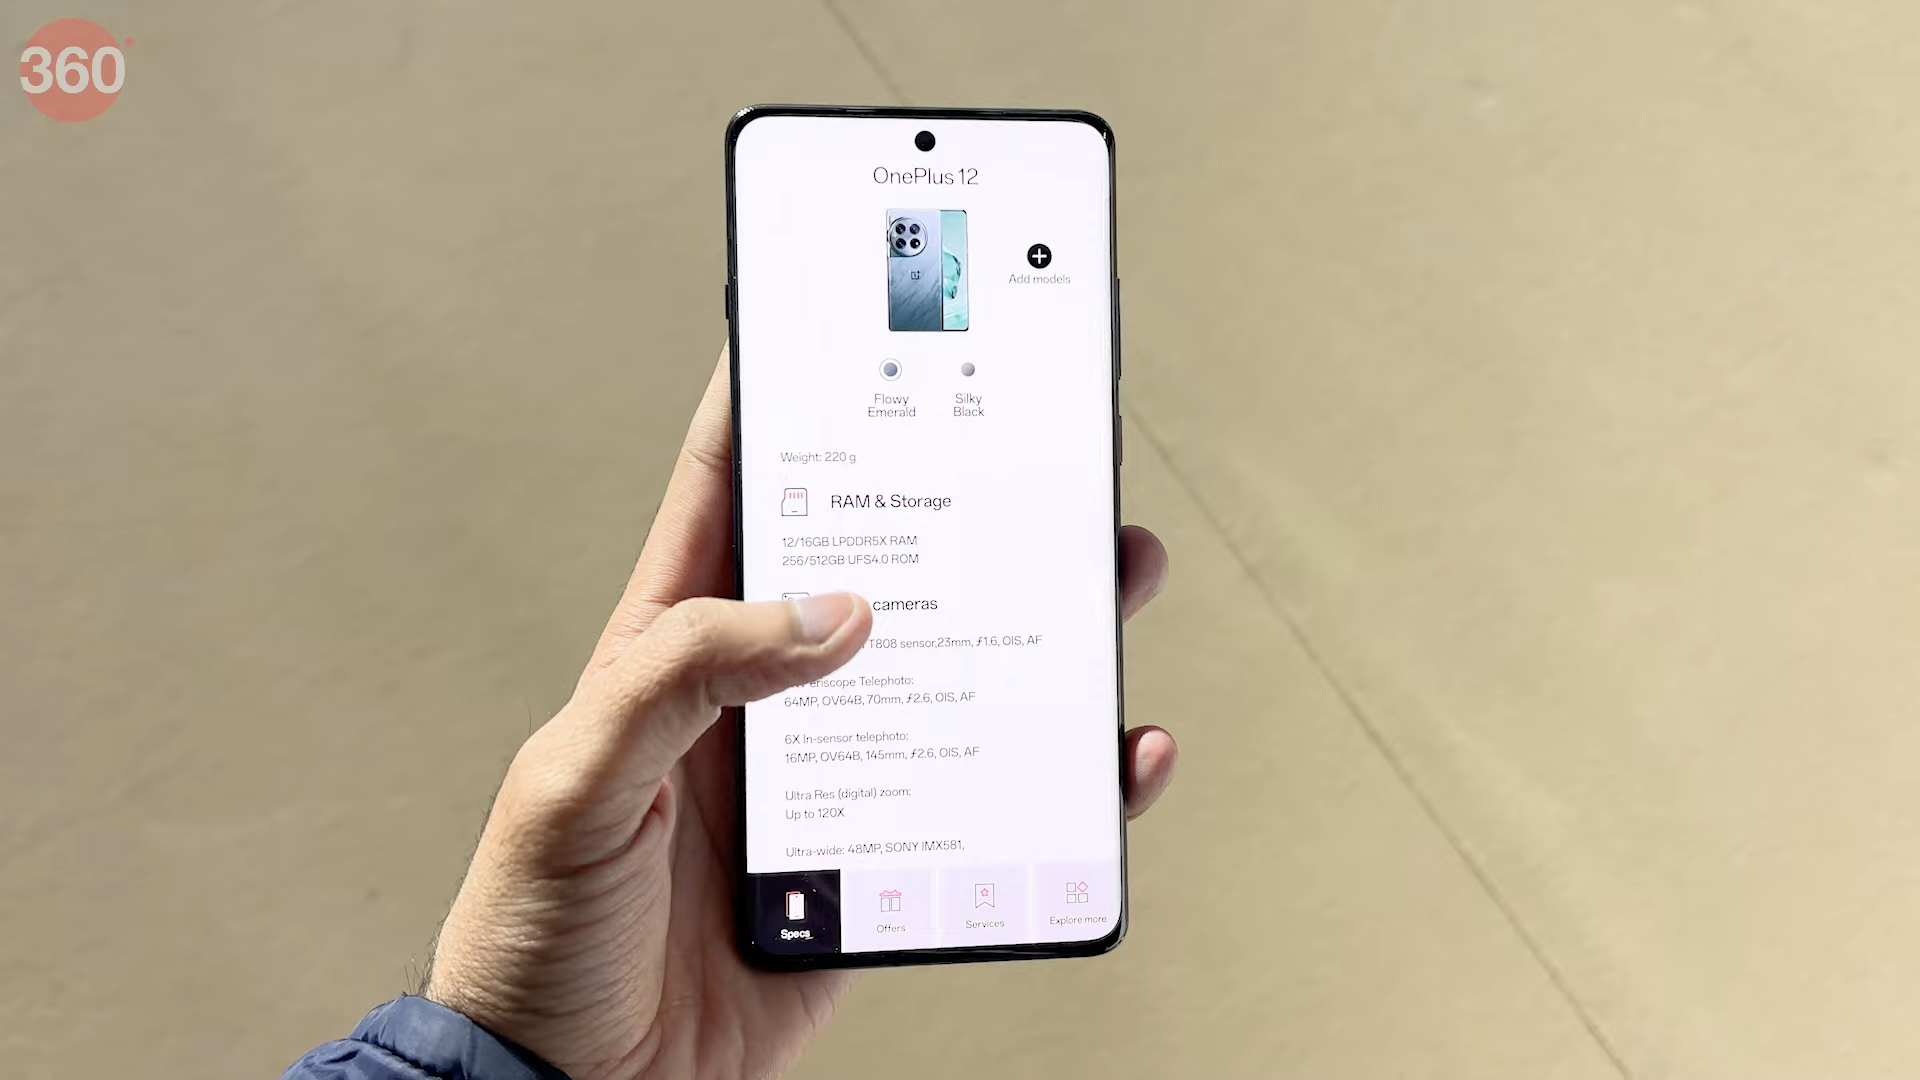 360
OnePlus 12
Add models
Flowy
Emerald
Silky
Black
Weight: 220 g
RAM & Storage
12/16GB LPDDR5X RAM
256/512GB UFS4.0 ROM
cameras
T808 sensor,23mm, ƒ1.6, OIS, AF
Telephoto:
64MP, OV64B, 70mm, ƒ2.6, OIS, AF
6X In-sensor telephoto:
16MP, OV64B, 145mm, ƒ2.6, OIS, AF
Ultra Res (digital) zoom:
Up to 120X
Ultra-wide: 48MP, SONY IMX581,
Specs
Offers
Services
Explore more